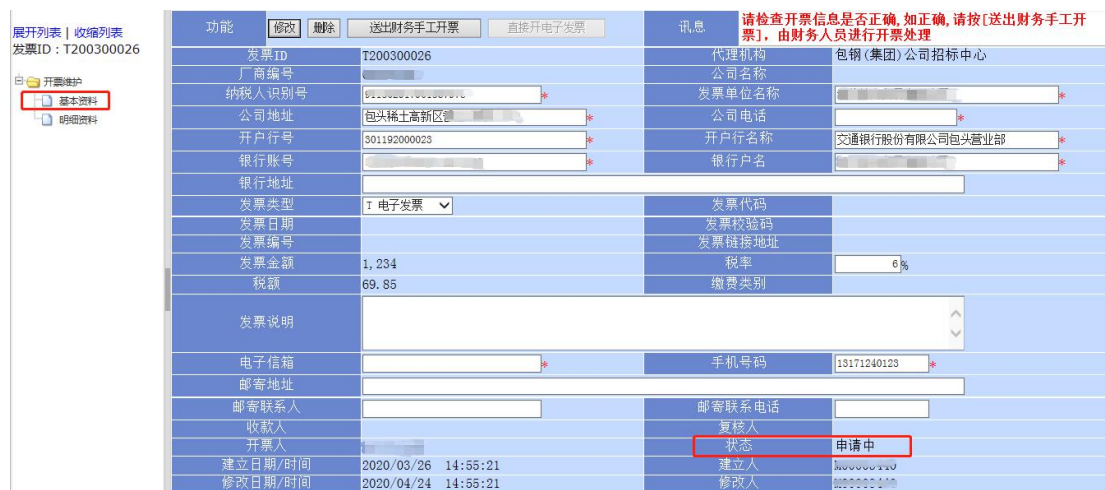 展开列表 | 收缩列表
发票ID：T200300026
开票维护
基本资料
明细资料
功能 修改 删除 送出财务手工开票 直接开电子发票 讯息 请检查开票信息是否正确,如正确,请按[送出财务手工开票], 由财务人员进行开票处理
发票ID T200300026 代理机构 包钢(集团)公司招标中心
厂商编号 公司名称
纳税人识别号 * 发票单位名称 *
公司地址 包头稀土高新区 * 公司电话 *
开户行号 301192000023 * 开户行名称 交通银行股份有限公司包头营业部 *
银行账号 * 银行户名 *
银行地址
发票类型 T 电子发票 发票代码
发票日期 发票校验码
发票编号 发票链接地址
发票金额 1,234 税率 6%
税额 69.85 缴费类别
发票说明
电子信箱 * 手机号码 13171240123 *
邮寄地址
邮寄联系人 邮寄联系电话
收款人 复核人
开票人 状态 申请中
建立日期/时间 2020/03/26 14:55:21 建立人
修改日期/时间 2020/04/24 14:55:21 修改人